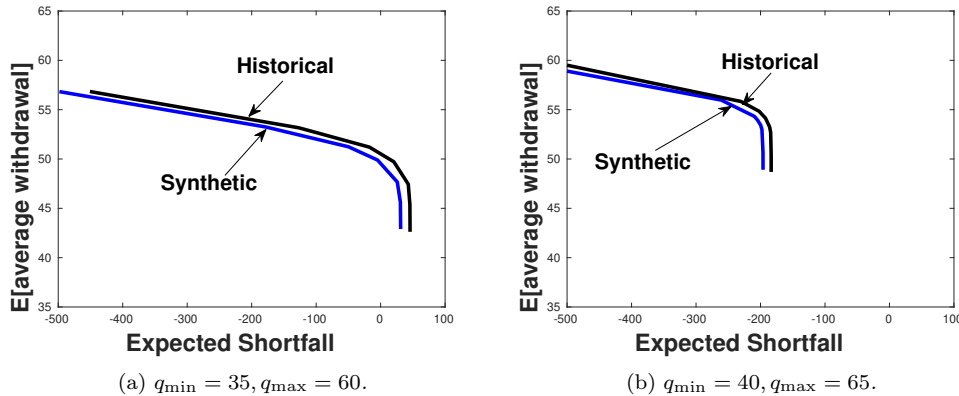 65
60
55
50
45
40
35
E[average withdrawal]
Historical
Synthetic
-500 -400 -300 -200 -100 0 100
Expected Shortfall
(a) q_min = 35, q_max = 60.
65
60
55
50
45
40
35
E[average withdrawal]
Historical
Synthetic
-500 -400 -300 -200 -100 0 100
Expected Shortfall
(b) q_min = 40, q_max = 65.